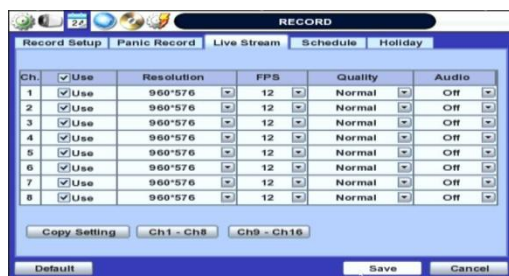 RECORD
Record Setup Panic Record Live Stream Schedule Holiday
Ch. Use Resolution FPS Quality Audio
1 Use 960*576 12 Normal Off
2 Use 960*576 12 Normal Off
3 Use 960*576 12 Normal Off
4 Use 960*576 12 Normal Off
5 Use 960*576 12 Normal Off
6 Use 960*576 12 Normal Off
7 Use 960*576 12 Normal Off
8 Use 960*576 12 Normal Off
Copy Setting Ch1 - Ch8 Ch9 - Ch16
Default Save Cancel